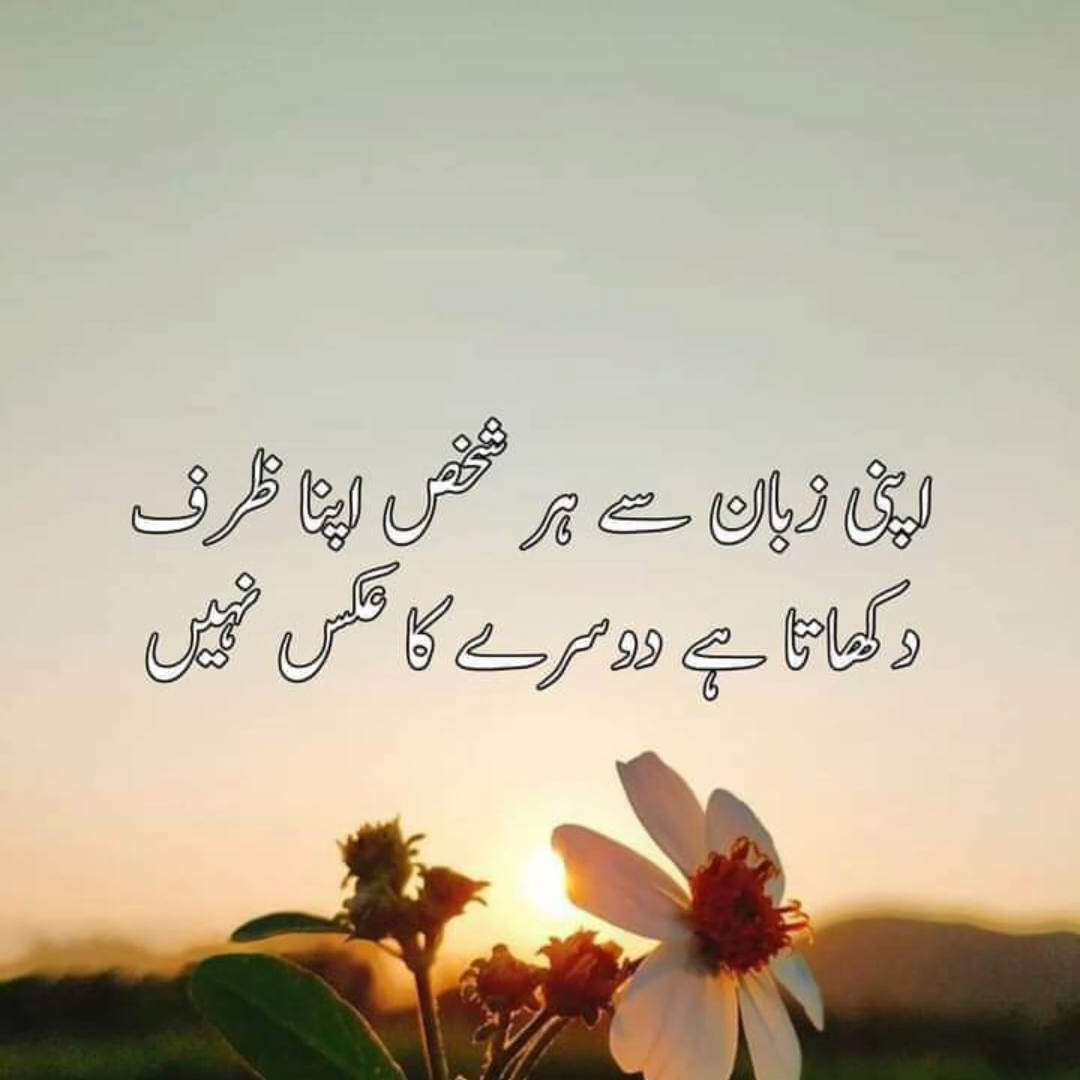 اپنی زبان سے ہر شخص اپنا ظرف
دکھاتا ہے دوسرے کا عکس نہیں